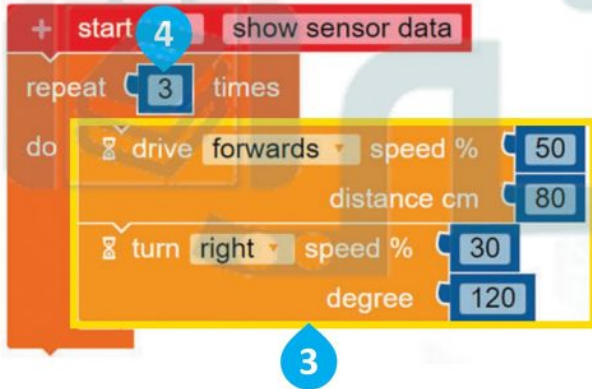 + start show sensor data
4
repeat 3 times
do drive forwards speed % 50
distance cm 80
turn right speed % 30
degree 120
3